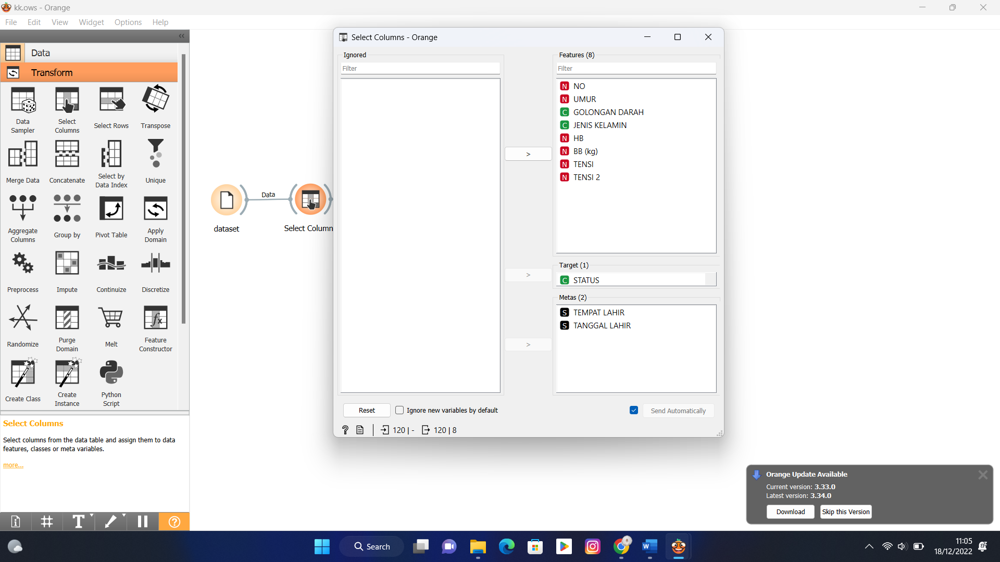 kk.ows - Orange
File Edit View Widget Options Help
Data
Transform
Data Sampler
Select Columns
Select Rows
Transpose
Merge Data
Concatenate
Select by Data Index
Unique
Aggregate Columns
Group by
Pivot Table
Apply Domain
Preprocess
Impute
Continuize
Discretize
Randomize
Purge Domain
Melt
Feature Constructor
Create Class
Create Instance
Python Script
Select Columns
Select columns from the data table and assign them to data
features, classes or meta variables.
more...
dataset
Data
Select Column
Select Columns - Orange
Ignored
Filter
>
>
>
Features (8)
Filter
N NO
N UMUR
C GOLONGAN DARAH
C JENIS KELAMIN
N HB
N BB (kg)
N TENSI
N TENSI 2
Target (1)
C STATUS
Metas (2)
S TEMPAT LAHIR
S TANGGAL LAHIR
Reset
Ignore new variables by default
Send Automatically
? 120 | - 120 | 8
Orange Update Available
Current version: 3.33.0
Latest version: 3.34.0
Download
Skip this Version
Search
11:05
18/12/2022